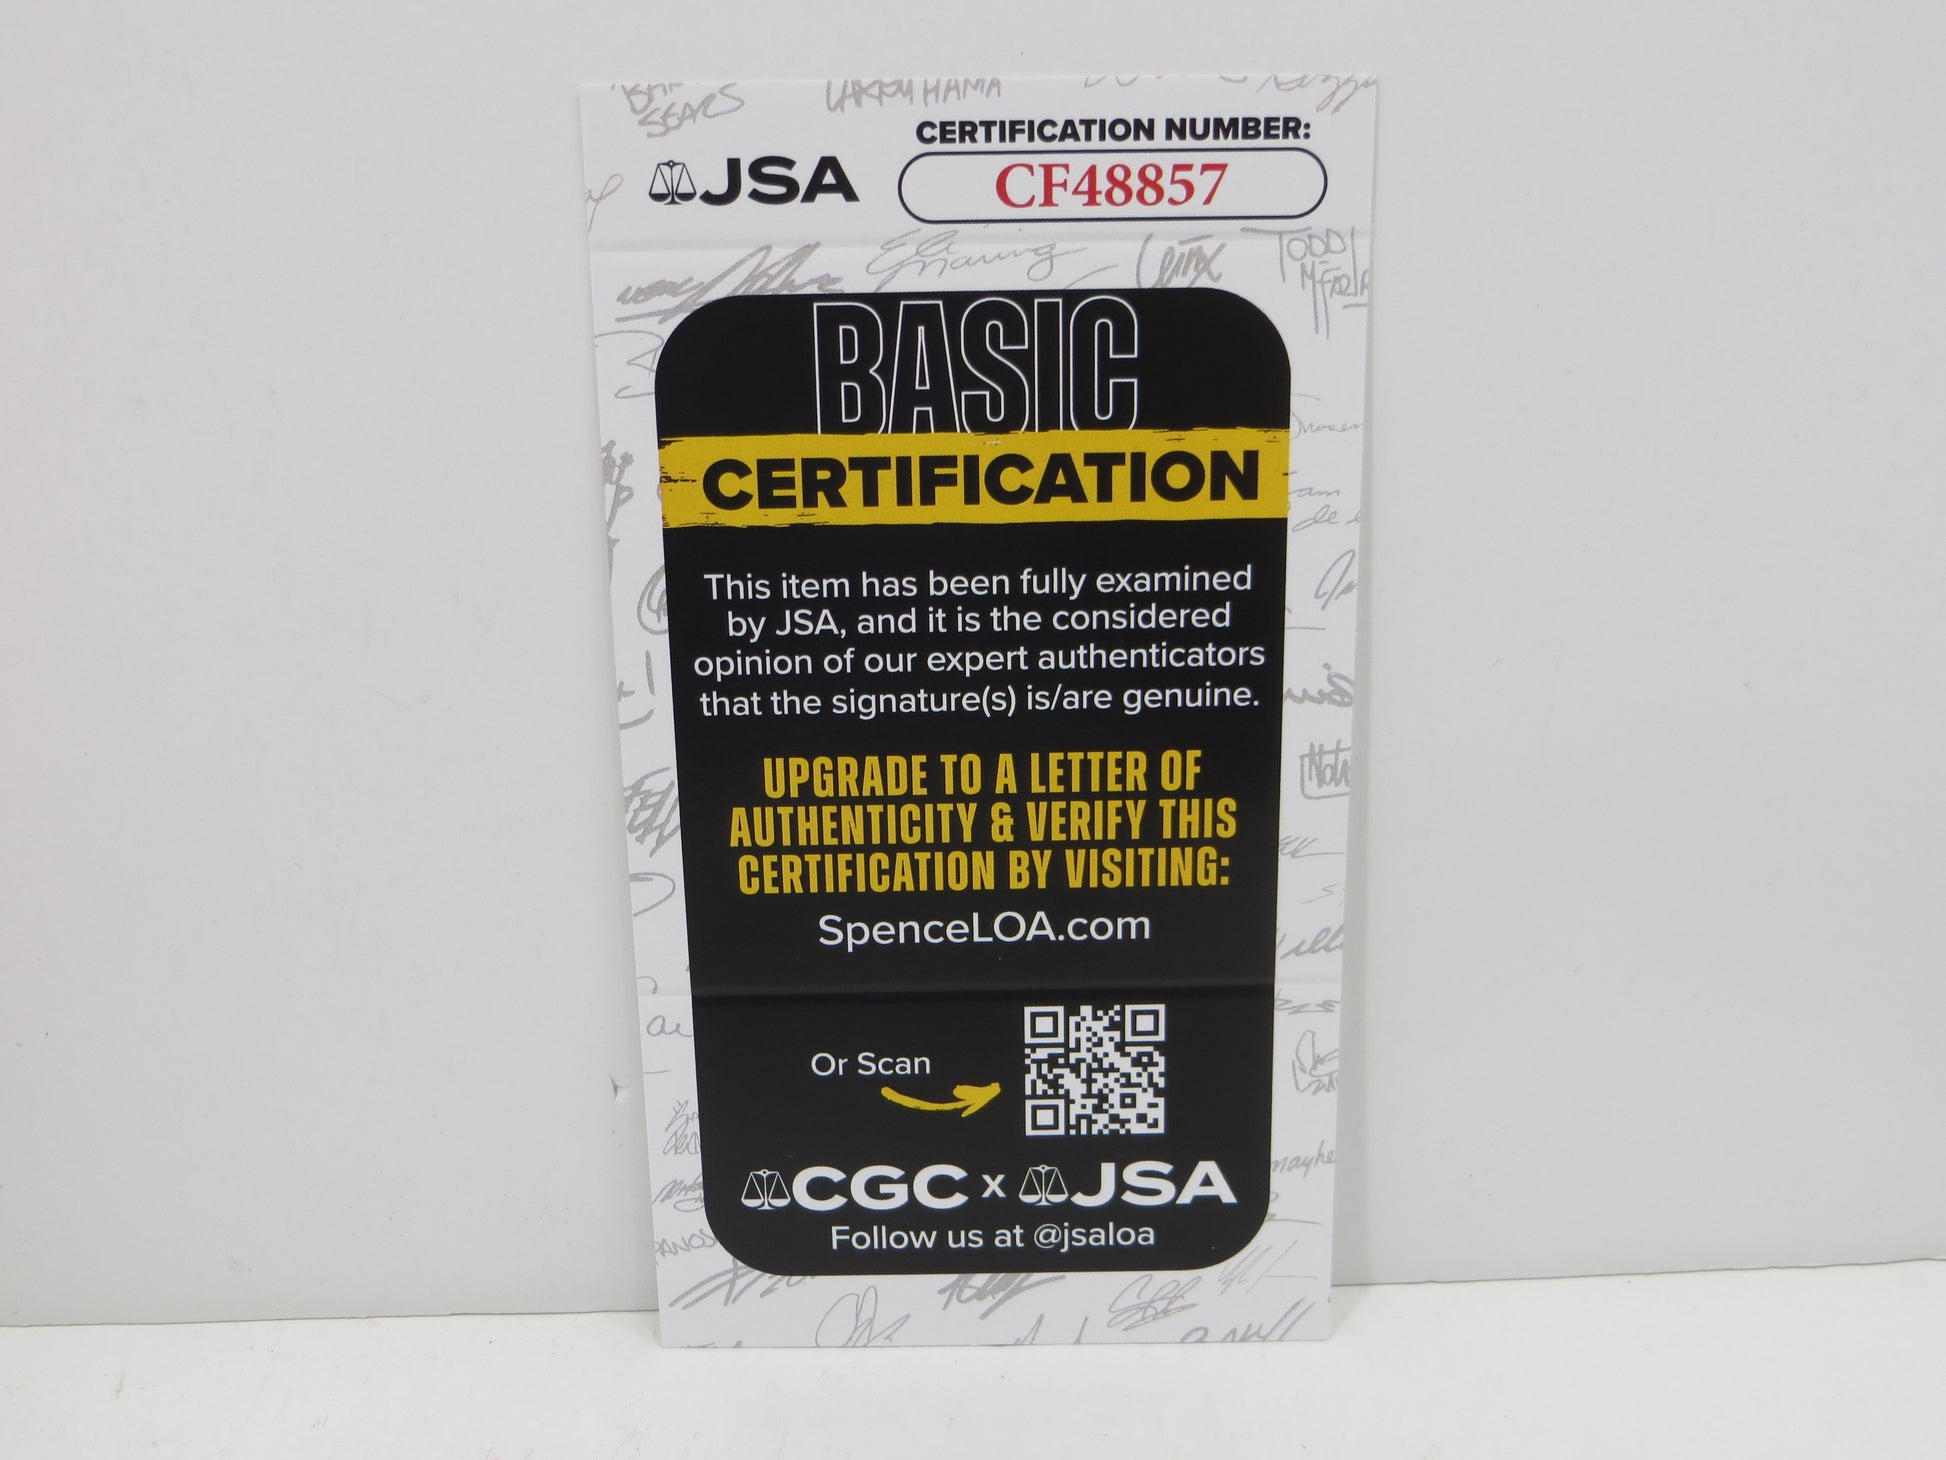 SEARS
LARRY HAMA
CERTIFICATION NUMBER:
JSA
CF48857
TODD
BASIC
CERTIFICATION
This item has been fully examined
by JSA, and it is the considered
opinion of our expert authenticators
that the signature(s) is/are genuine.
UPGRADE TO A LETTER OF
AUTHENTICITY & VERIFY THIS
CERTIFICATION BY VISITING:
SpenceLOA.com
Or Scan
CGC x JSA
Follow us at @jsaloa